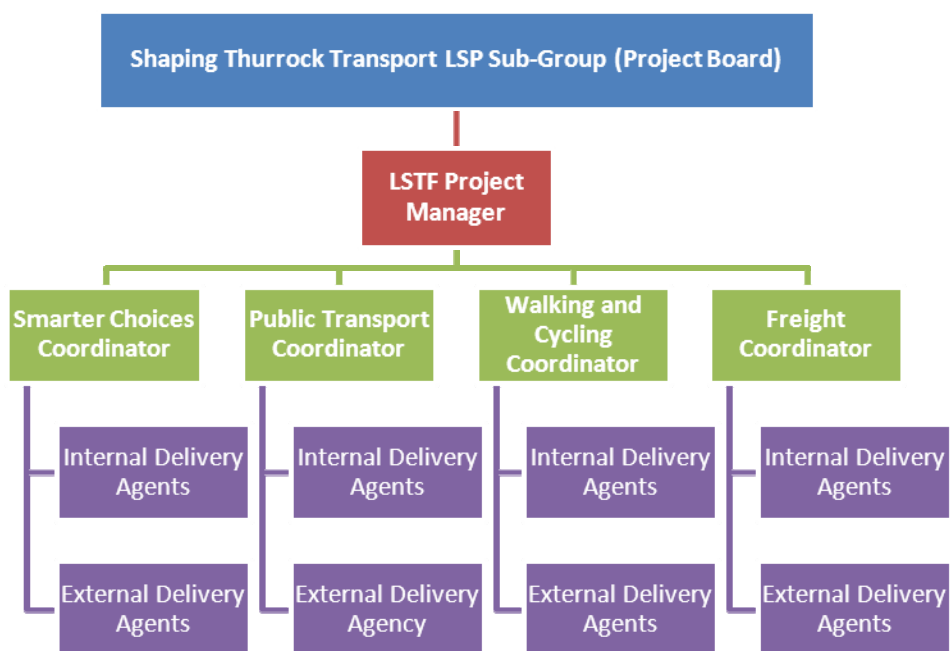 Shaping Thurrock Transport LSP Sub-Group (Project Board)
LSTF Project
Manager
Smarter Choices
Coordinator
Public Transport
Coordinator
Walking and
Cycling
Coordinator
Freight
Coordinator
Internal Delivery
Agents
Internal Delivery
Agents
Internal Delivery
Agents
Internal Delivery
Agents
External Delivery
Agents
External Delivery
Agency
External Delivery
Agents
External Delivery
Agents